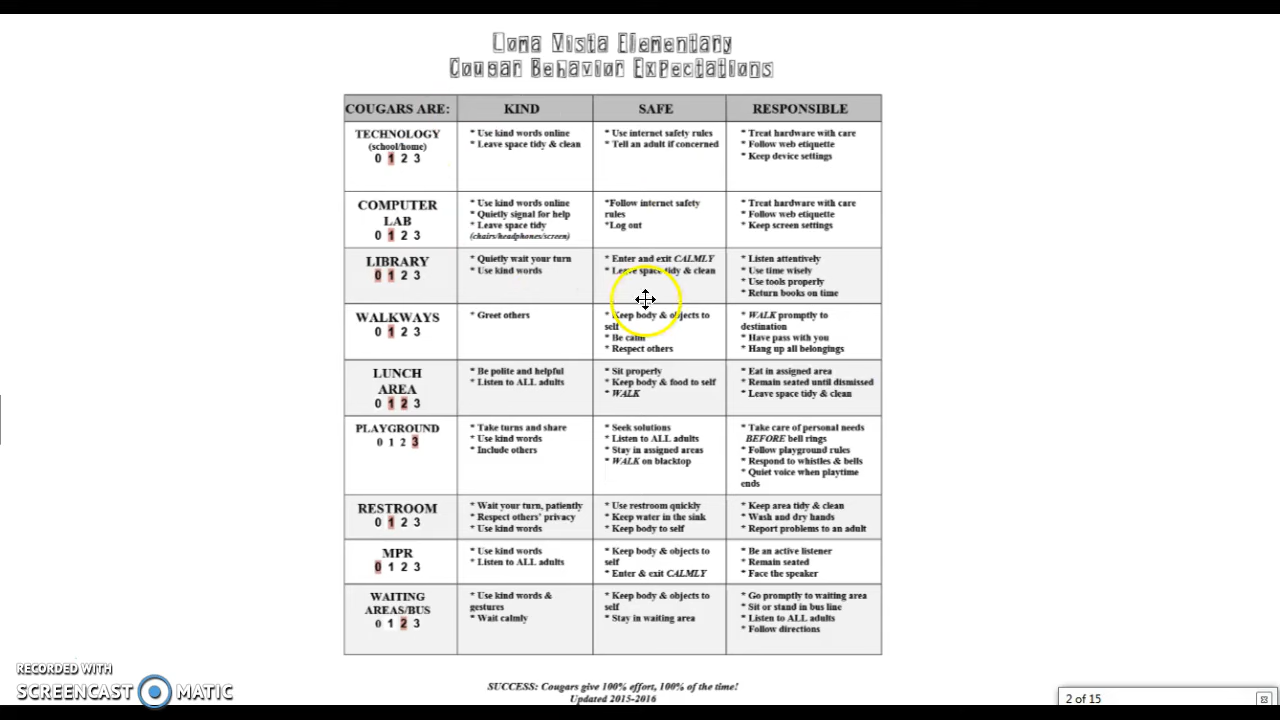 Loma Vista Elementary
Cougar Behavior Expectations
COUGARS ARE: KIND SAFE RESPONSIBLE
TECHNOLOGY
(school/home)
0 1 2 3
* Use kind words online
* Leave space tidy & clean
* Use internet safety rules
* Tell an adult if concerned
* Treat hardware with care
* Follow web etiquette
* Keep device settings
COMPUTER
LAB
0 1 2 3
* Use kind words online
* Quietly signal for help
* Leave space tidy
(chairs/headphones/screen)
*Follow internet safety
rules
*Log out
* Treat hardware with care
* Follow web etiquette
* Keep screen settings
LIBRARY
0 1 2 3
* Quietly wait your turn
* Use kind words
* Enter and exit CALMLY
* Leave space tidy & clean
* Listen attentively
* Use time wisely
* Use tools properly
* Return books on time
WALKWAYS
0 1 2 3
* Greet others
* Keep body & objects to
self
* Be calm
* Respect others
* WALK promptly to
destination
* Have pass with you
* Hang up all belongings
LUNCH
AREA
0 1 2 3
* Be polite and helpful
* Listen to ALL adults
* Sit properly
* Keep body & food to self
* WALK
* Eat in assigned area
* Remain seated until dismissed
* Leave space tidy & clean
PLAYGROUND
0 1 2 3
* Take turns and share
* Use kind words
* Include others
* Seek solutions
* Listen to ALL adults
* Stay in assigned areas
* WALK on blacktop
* Take care of personal needs
BEFORE bell rings
* Follow playground rules
* Respond to whistles & bells
* Quiet voice when playtime
ends
RESTROOM
0 1 2 3
* Wait your turn, patiently
* Respect others' privacy
* Use kind words
* Use restroom quickly
* Keep water in the sink
* Keep body to self
* Keep area tidy & clean
* Wash and dry hands
* Report problems to an adult
MPR
0 1 2 3
* Use kind words
* Listen to ALL adults
* Keep body & objects to
self
* Enter & exit CALMLY
* Be an active listener
* Remain seated
* Face the speaker
WAITING
AREAS/BUS
0 1 2 3
* Use kind words &
gestures
* Wait calmly
* Keep body & objects to
self
* Stay in waiting area
* Go promptly to waiting area
* Sit or stand in bus line
* Listen to ALL adults
* Follow directions
SUCCESS: Cougars give 100% effort, 100% of the time!
Updated 2015-2016
RECORDED WITH
SCREENCAST MATIC
2 of 15